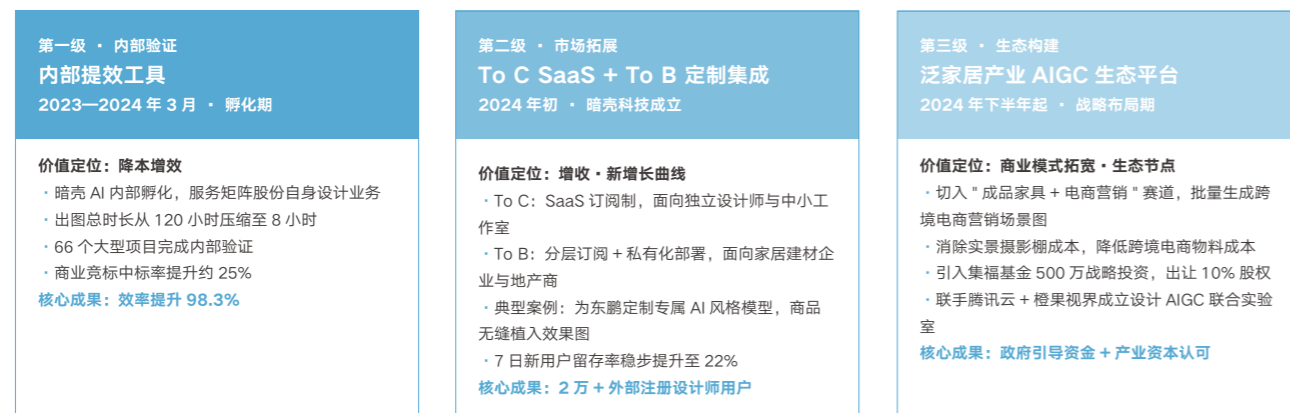 第一级 · 内部验证
内部提效工具
2023—2024 年 3 月 · 孵化期
价值定位：降本增效
· 暗壳 AI 内部孵化，服务矩阵股份自身设计业务
· 出图总时长从 120 小时压缩至 8 小时
· 66 个大型项目完成内部验证
· 商业竞标中标率提升约 25%
核心成果：效率提升 98.3%
第二级 · 市场拓展
To C SaaS + To B 定制集成
2024 年初 · 暗壳科技成立
价值定位：增收 · 新增长曲线
· To C：SaaS 订阅制，面向独立设计师与中小工
作室
· To B：分层订阅 + 私有化部署，面向家居建材企
业与地产商
· 典型案例：为东鹏定制专属 AI 风格模型，商品
无缝植入效果图
· 7 日新用户留存率稳步提升至 22%
核心成果：2 万 + 外部注册设计师用户
第三级 · 生态构建
泛家居产业 AIGC 生态平台
2024 年下半年起 · 战略布局期
价值定位：商业模式拓宽 · 生态节点
· 切入 " 成品家具 + 电商营销 " 赛道，批量生成跨
境电商营销场景图
· 消除实景摄影棚成本，降低跨境电商物料成本
· 引入集福基金 500 万战略投资，出让 10% 股权
· 联手腾讯云 + 橙果视界成立设计 AIGC 联合实验
室
核心成果：政府引导资金 + 产业资本认可